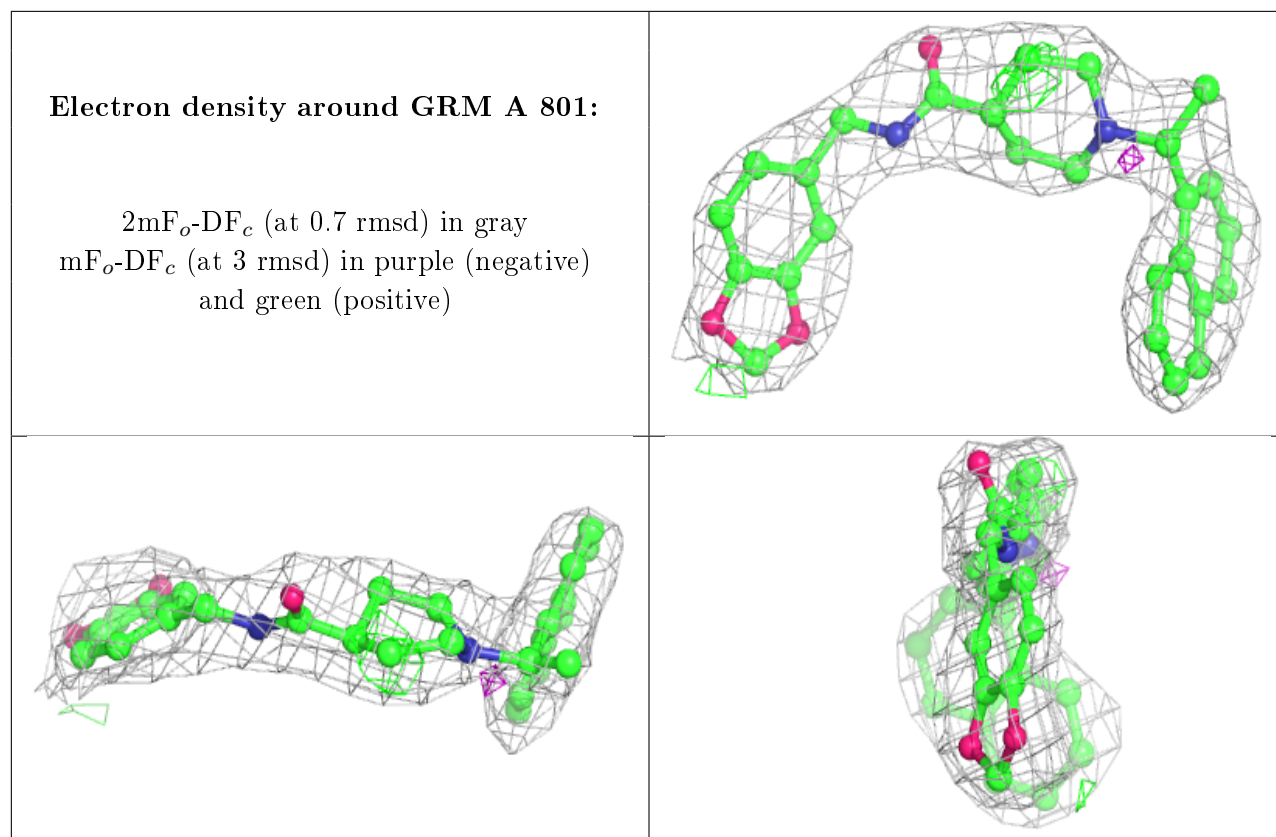 Electron density around GRM A 801:
2mFₒ-DF𝒸 (at 0.7 rmsd) in gray
mFₒ-DF𝒸 (at 3 rmsd) in purple (negative)
and green (positive)